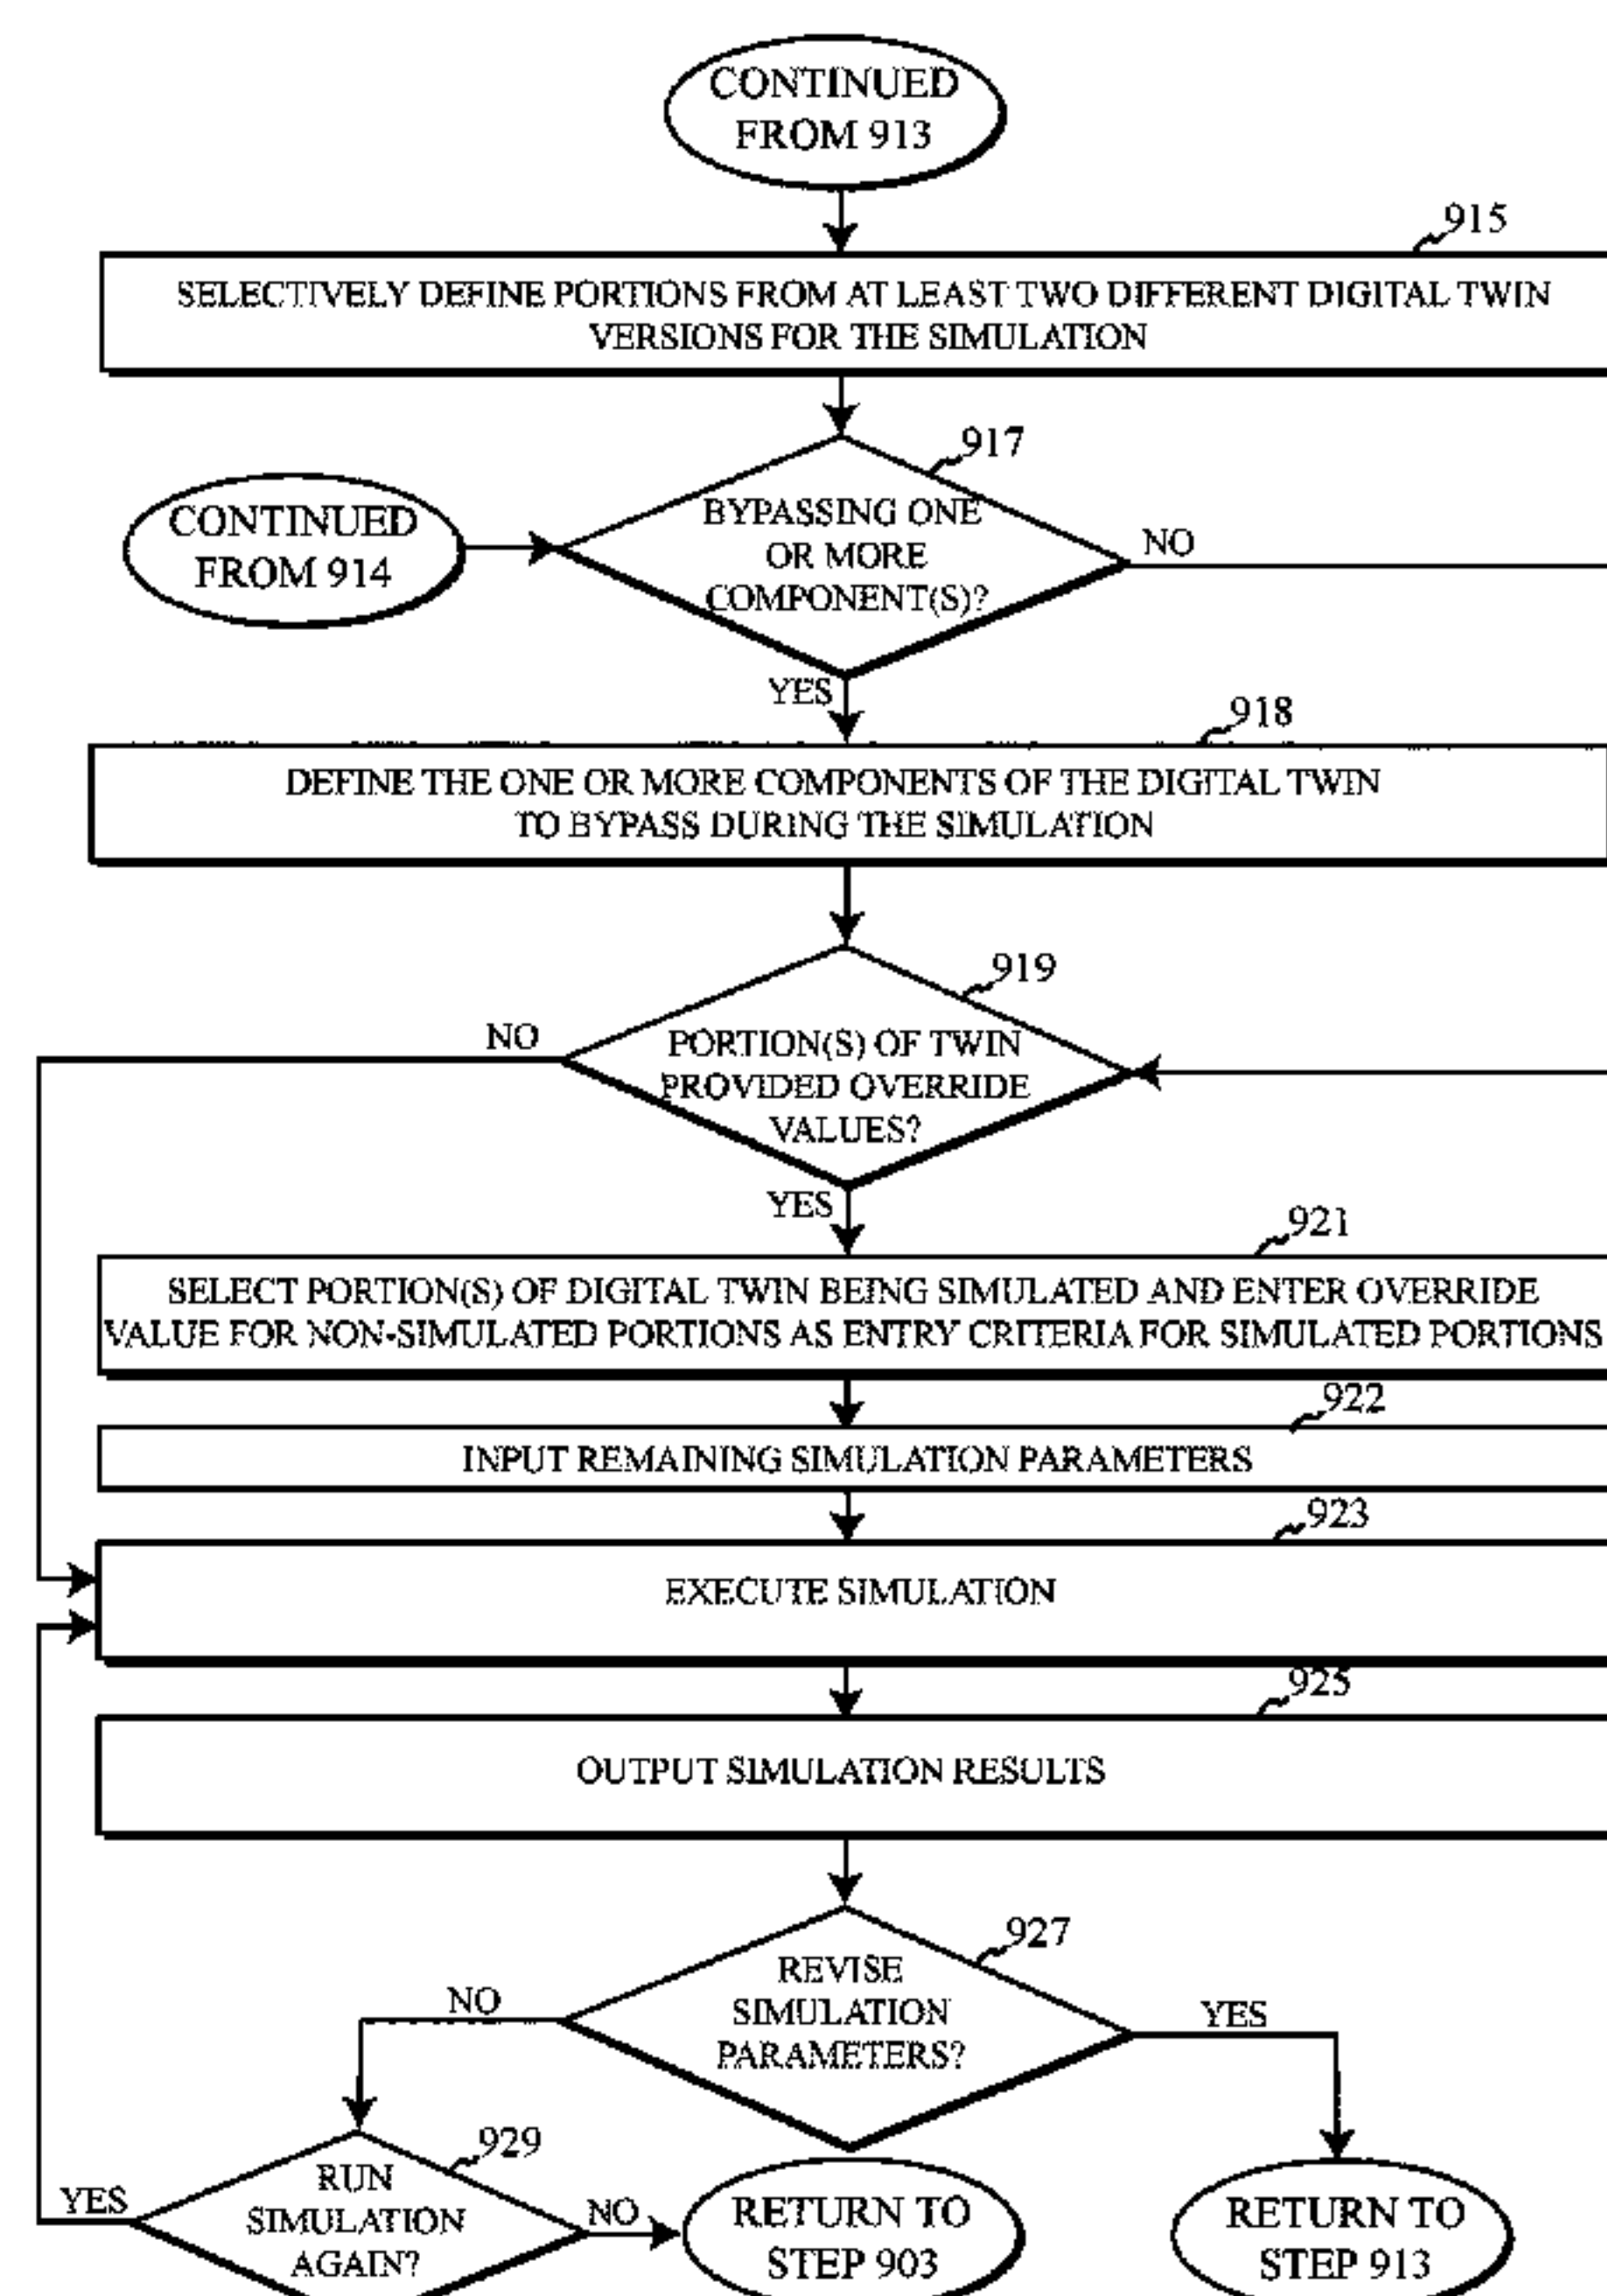 CONTINUED
FROM 913
915
SELECTIVELY DEFINE PORTIONS FROM AT LEAST TWO DIFFERENT DIGITAL TWIN
VERSIONS FOR THE SIMULATION
917
CONTINUED
FROM 914
BYPASSING ONE
OR MORE
COMPONENT(S)?
NO
YES
918
DEFINE THE ONE OR MORE COMPONENTS OF THE DIGITAL TWIN
TO BYPASS DURING THE SIMULATION
919
NO
PORTION(S) OF TWIN
PROVIDED OVERRIDE
VALUES?
YES
921
SELECT PORTION(S) OF DIGITAL TWIN BEING SIMULATED AND ENTER OVERRIDE
VALUE FOR NON-SIMULATED PORTIONS AS ENTRY CRITERIA FOR SIMULATED PORTIONS
922
INPUT REMAINING SIMULATION PARAMETERS
923
EXECUTE SIMULATION
925
OUTPUT SIMULATION RESULTS
927
REVISE
SIMULATION
PARAMETERS?
NO
YES
929
RUN
SIMULATION
AGAIN?
YES
NO
RETURN TO
STEP 903
RETURN TO
STEP 913